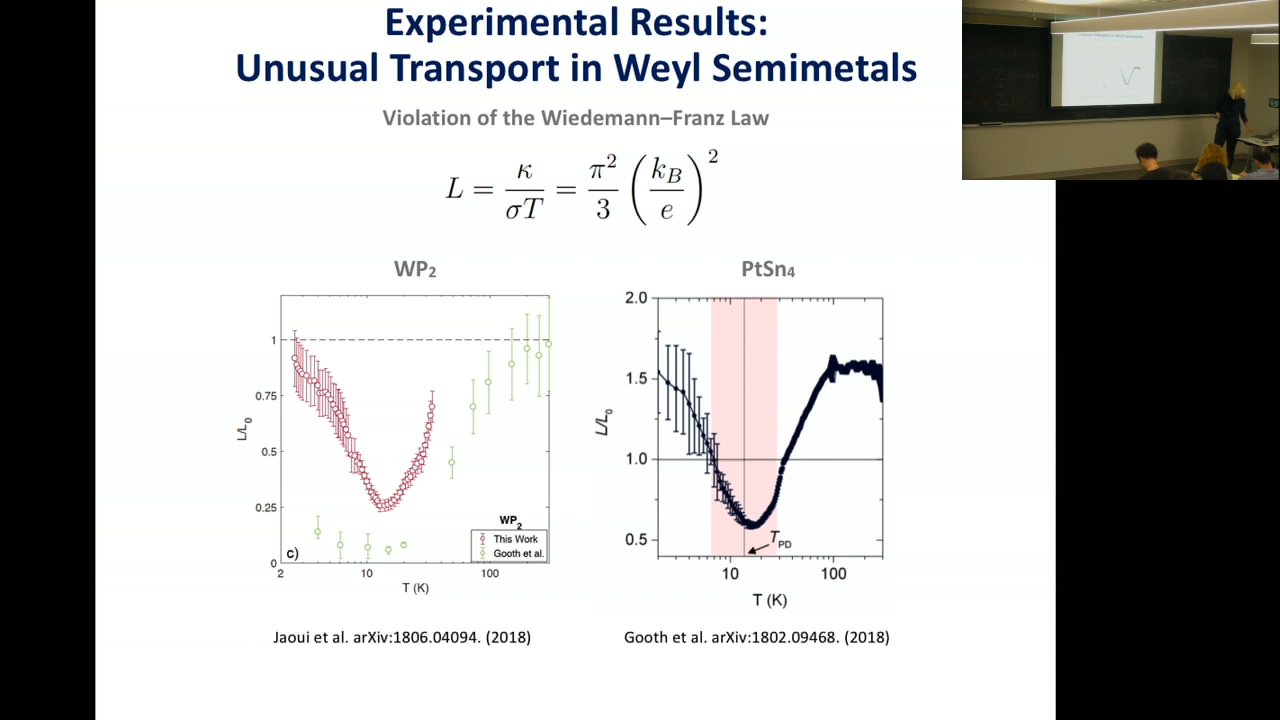 Experimental Results:
Unusual Transport in Weyl Semimetals
Violation of the Wiedemann–Franz Law
L = κ/(σT) = π²/3 (k_B/e)²
WP₂
1
0.75
0.5
0.25
0
L/L₀
2
10
100
T (K)
c)
WP₂
This Work
Gooth et al.
Jaoui et al. arXiv:1806.04094. (2018)
PtSn₄
2.0
1.5
1.0
0.5
L/L₀
T_PD
10
100
T (K)
Gooth et al. arXiv:1802.09468. (2018)